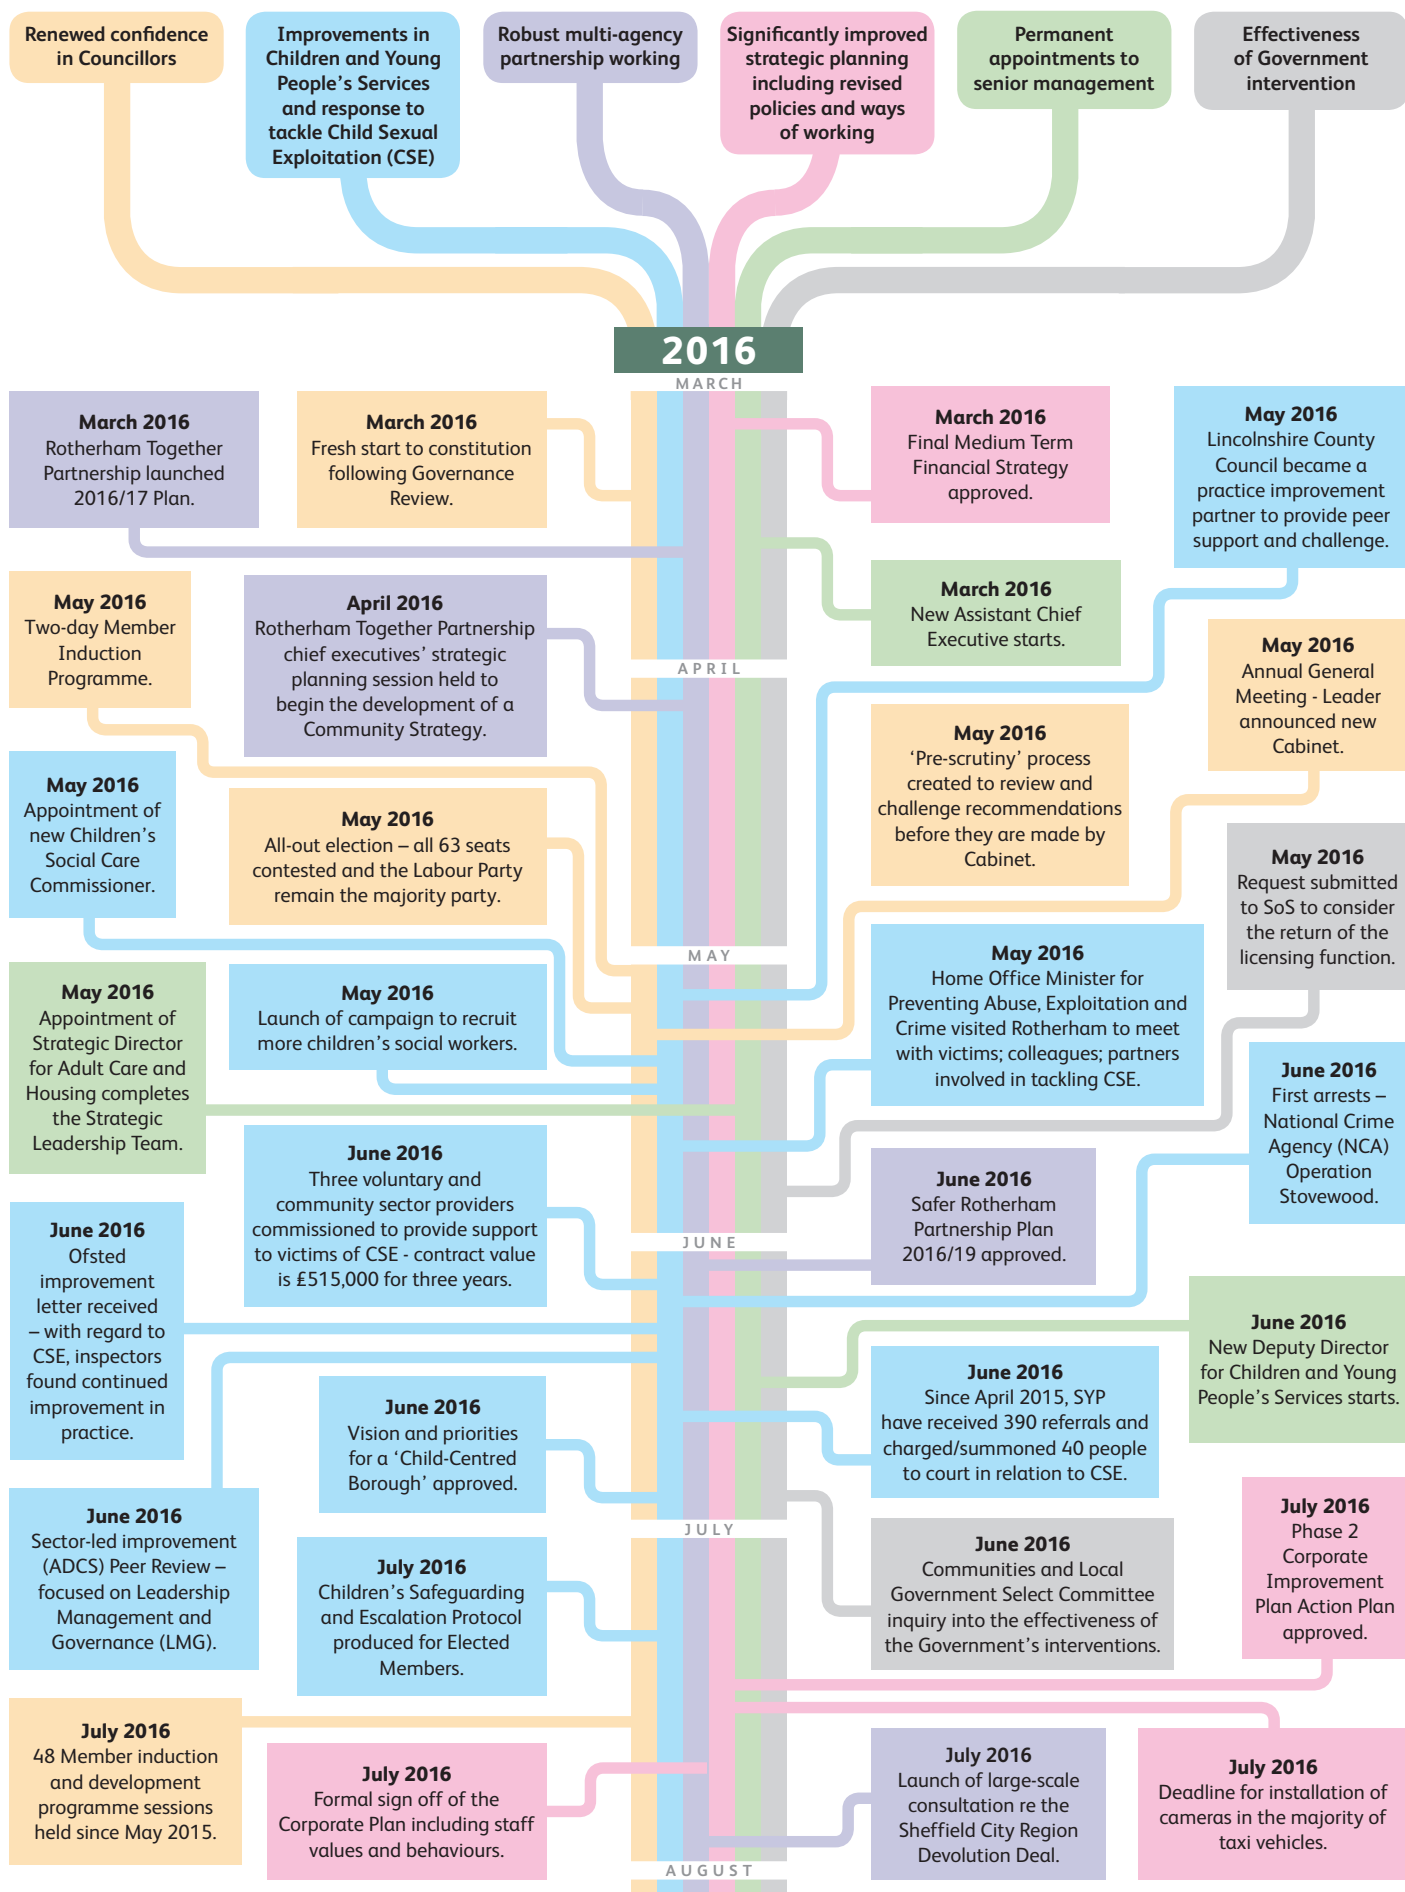 Renewed confidence
in Councillors
Improvements in
Children and Young
People’s Services
and response to
tackle Child Sexual
Exploitation (CSE)
Robust multi-agency
partnership working
Significantly improved
strategic planning
including revised
policies and ways
of working
Permanent
appointments to
senior management
Effectiveness
of Government
intervention
2016
MARCH
March 2016
Rotherham Together
Partnership launched
2016/17 Plan.
March 2016
Fresh start to constitution
following Governance
Review.
March 2016
Final Medium Term
Financial Strategy
approved.
May 2016
Lincolnshire County
Council became a
practice improvement
partner to provide peer
support and challenge.
March 2016
New Assistant Chief
Executive starts.
May 2016
Two-day Member
Induction
Programme.
April 2016
Rotherham Together Partnership
chief executives’ strategic
planning session held to
begin the development of a
Community Strategy.
APRIL
May 2016
Annual General
Meeting - Leader
announced new
Cabinet.
May 2016
‘Pre-scrutiny’ process
created to review and
challenge recommendations
before they are made by
Cabinet.
May 2016
Appointment of
new Children’s
Social Care
Commissioner.
May 2016
All-out election – all 63 seats
contested and the Labour Party
remain the majority party.
May 2016
Request submitted
to SoS to consider
the return of the
licensing function.
MAY
May 2016
Appointment of
Strategic Director
for Adult Care and
Housing completes
the Strategic
Leadership Team.
May 2016
Launch of campaign to recruit
more children’s social workers.
May 2016
Home Office Minister for
Preventing Abuse, Exploitation and
Crime visited Rotherham to meet
with victims; colleagues; partners
involved in tackling CSE.
June 2016
First arrests –
National Crime
Agency (NCA)
Operation
Stovewood.
June 2016
Three voluntary and
community sector providers
commissioned to provide support
to victims of CSE - contract value
is £515,000 for three years.
June 2016
Safer Rotherham
Partnership Plan
2016/19 approved.
JUNE
June 2016
Ofsted
improvement
letter received
– with regard to
CSE, inspectors
found continued
improvement in
practice.
June 2016
New Deputy Director
for Children and Young
People’s Services starts.
June 2016
Vision and priorities
for a ‘Child-Centred
Borough’ approved.
June 2016
Since April 2015, SYP
have received 390 referrals and
charged/summoned 40 people
to court in relation to CSE.
June 2016
Sector-led improvement
(ADCS) Peer Review –
focused on Leadership
Management and
Governance (LMG).
JULY
July 2016
Children’s Safeguarding
and Escalation Protocol
produced for Elected
Members.
June 2016
Communities and Local
Government Select Committee
inquiry into the effectiveness of
the Government’s interventions.
July 2016
Phase 2
Corporate
Improvement
Plan Action Plan
approved.
July 2016
48 Member induction
and development
programme sessions
held since May 2015.
July 2016
Formal sign off of the
Corporate Plan including staff
values and behaviours.
July 2016
Launch of large-scale
consultation re the
Sheffield City Region
Devolution Deal.
July 2016
Deadline for installation of
cameras in the majority of
taxi vehicles.
AUGUST